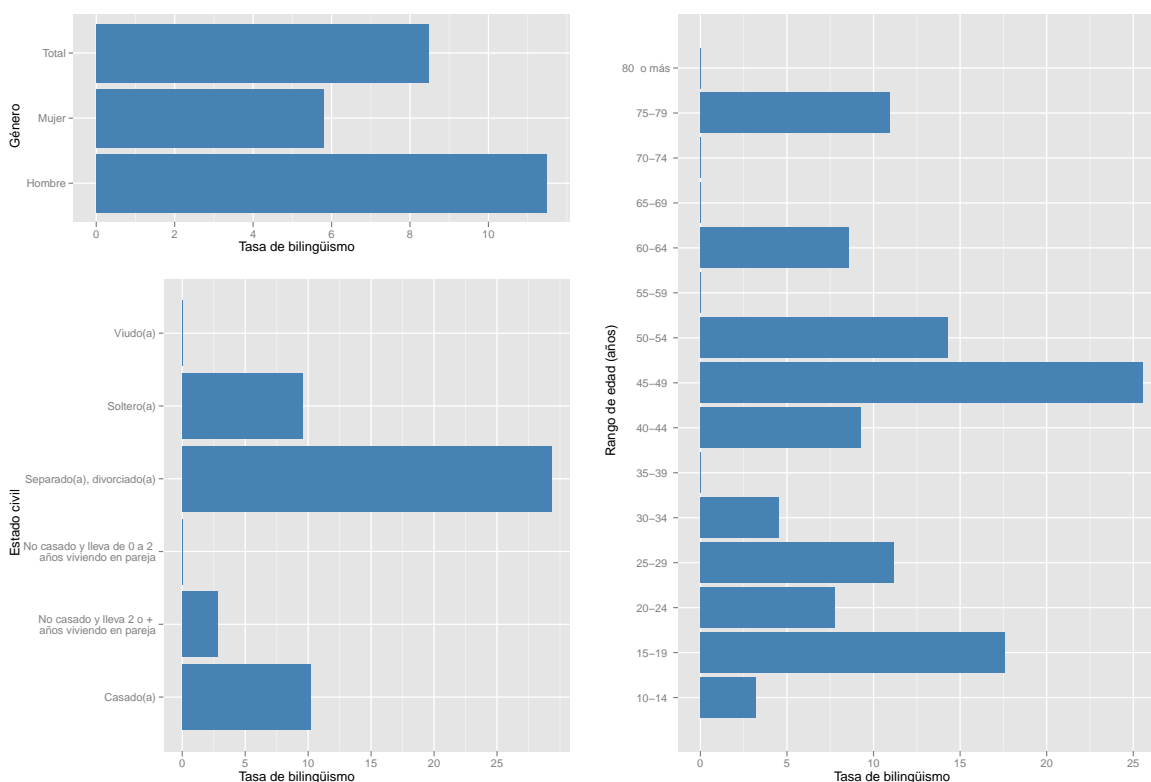 Género
Total
Mujer
Hombre
0 2 4 6 8 10
Tasa de bilingüismo
Estado civil
Viudo(a)
Soltero(a)
Separado(a), divorciado(a)
No casado y lleva de 0 a 2
años viviendo en pareja
No casado y lleva 2 o +
años viviendo en pareja
Casado(a)
0 5 10 15 20 25
Tasa de bilingüismo
Rango de edad (años)
80 o más
75−79
70−74
65−69
60−64
55−59
50−54
45−49
40−44
35−39
30−34
25−29
20−24
15−19
10−14
0 5 10 15 20 25
Tasa de bilingüismo